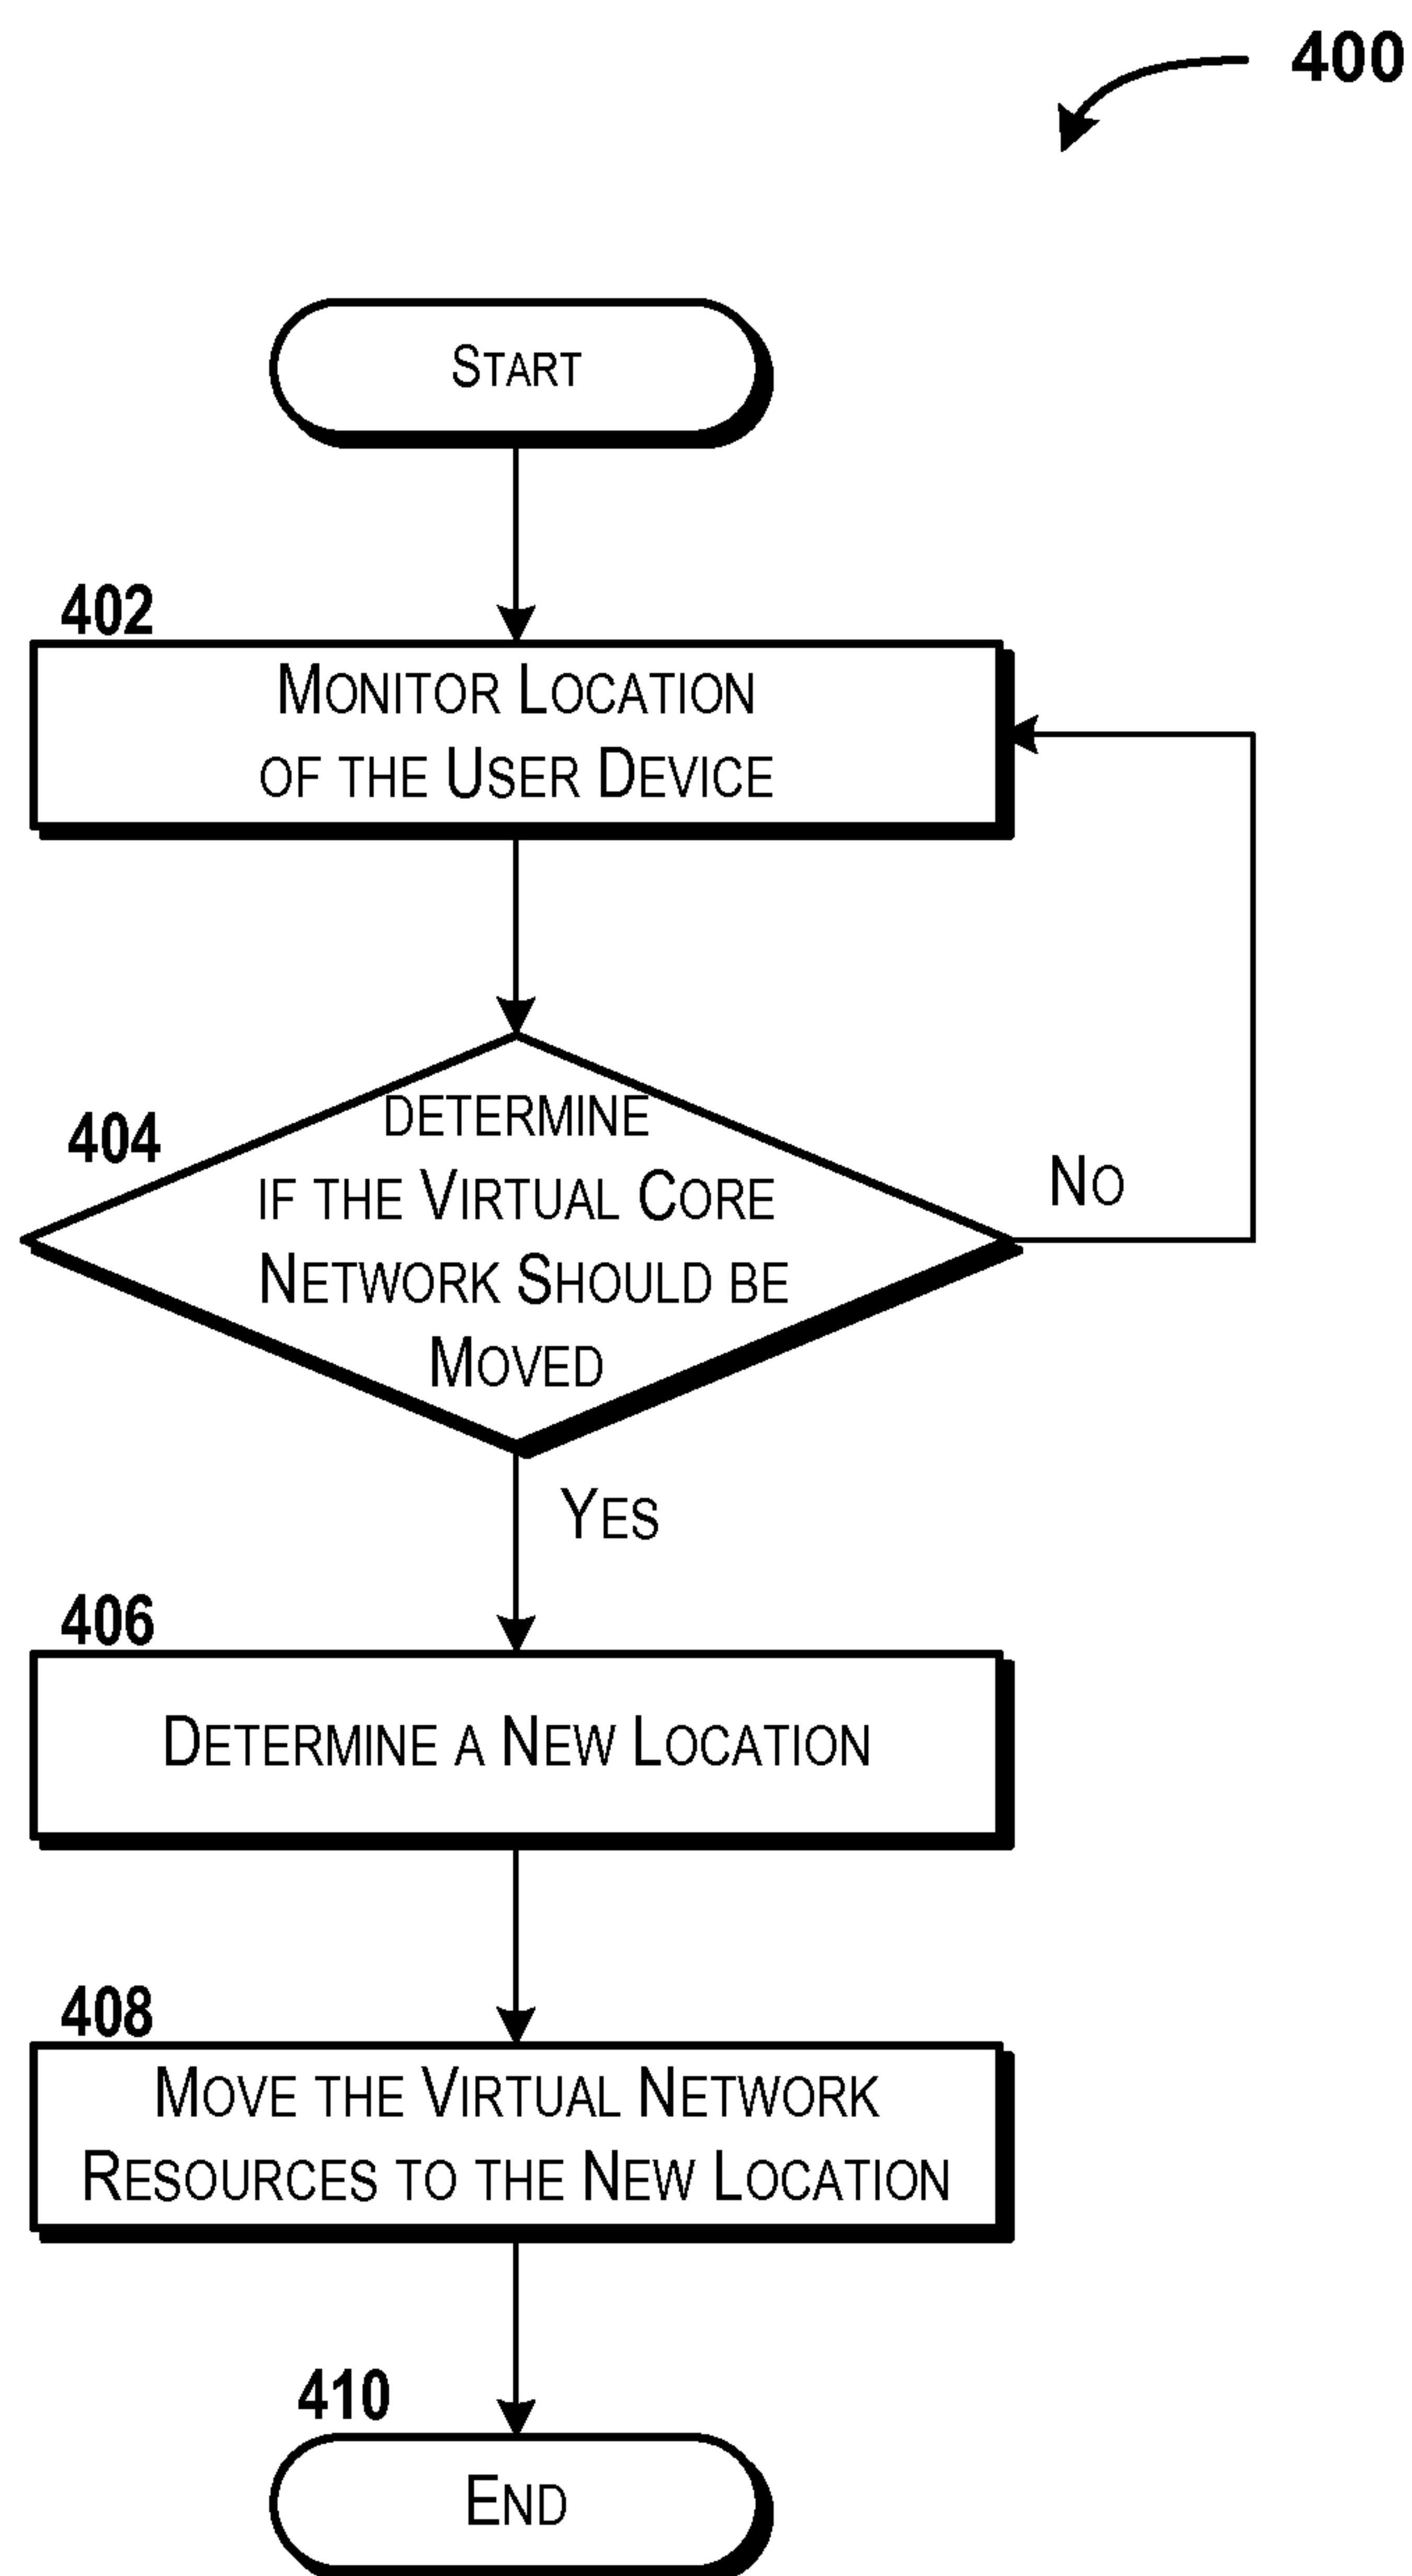 400
START
402
MONITOR LOCATION
OF THE USER DEVICE
404
DETERMINE
IF THE VIRTUAL CORE
NETWORK SHOULD BE
MOVED
NO
YES
406
DETERMINE A NEW LOCATION
408
MOVE THE VIRTUAL NETWORK
RESOURCES TO THE NEW LOCATION
410
END